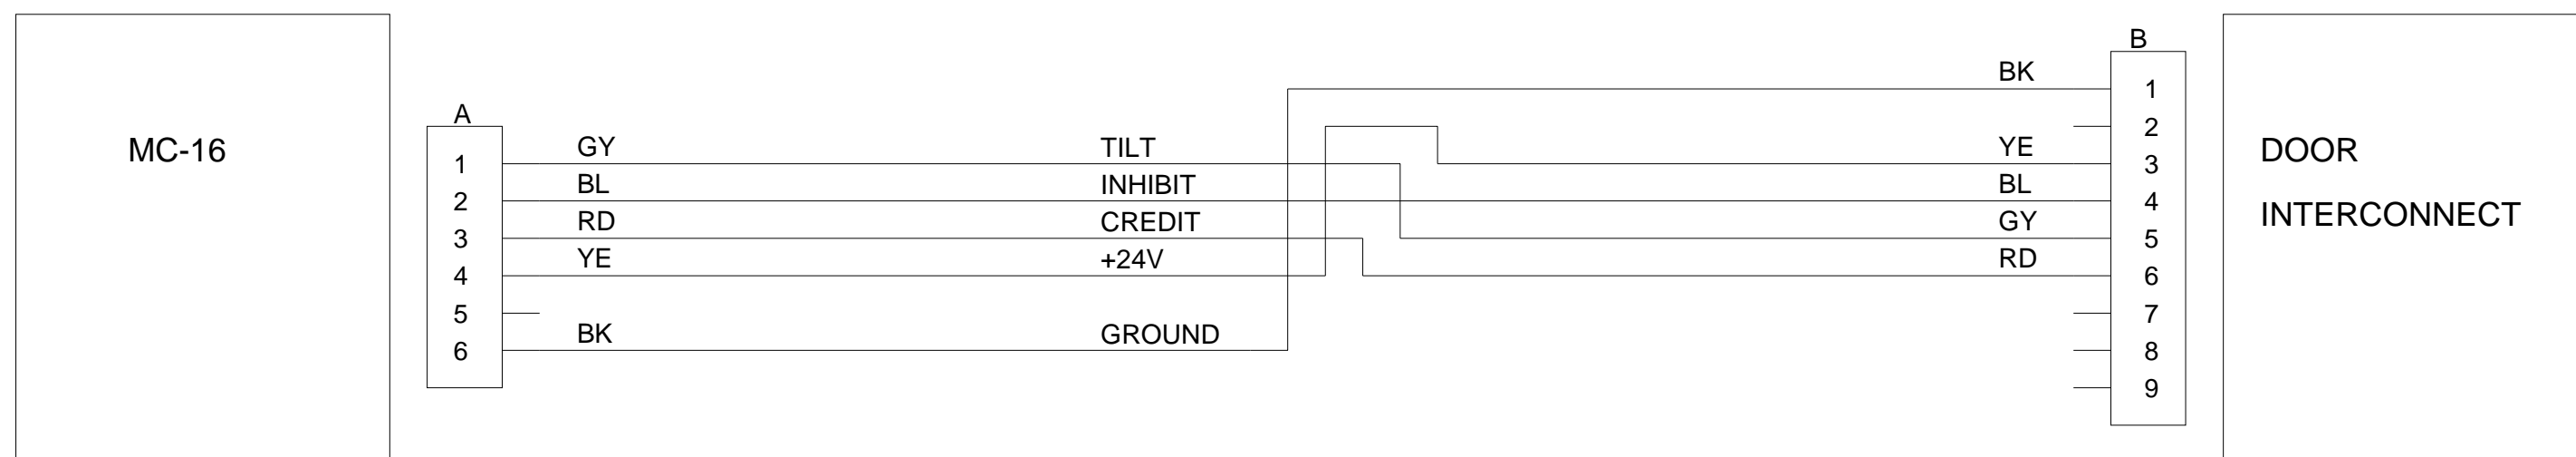 MC-16
A
1
2
3
4
5
6
GY
BL
RD
YE
BK
TILT
INHIBIT
CREDIT
+24V
GROUND
BK
YE
BL
GY
RD
B
1
2
3
4
5
6
7
8
9
DOOR
INTERCONNECT